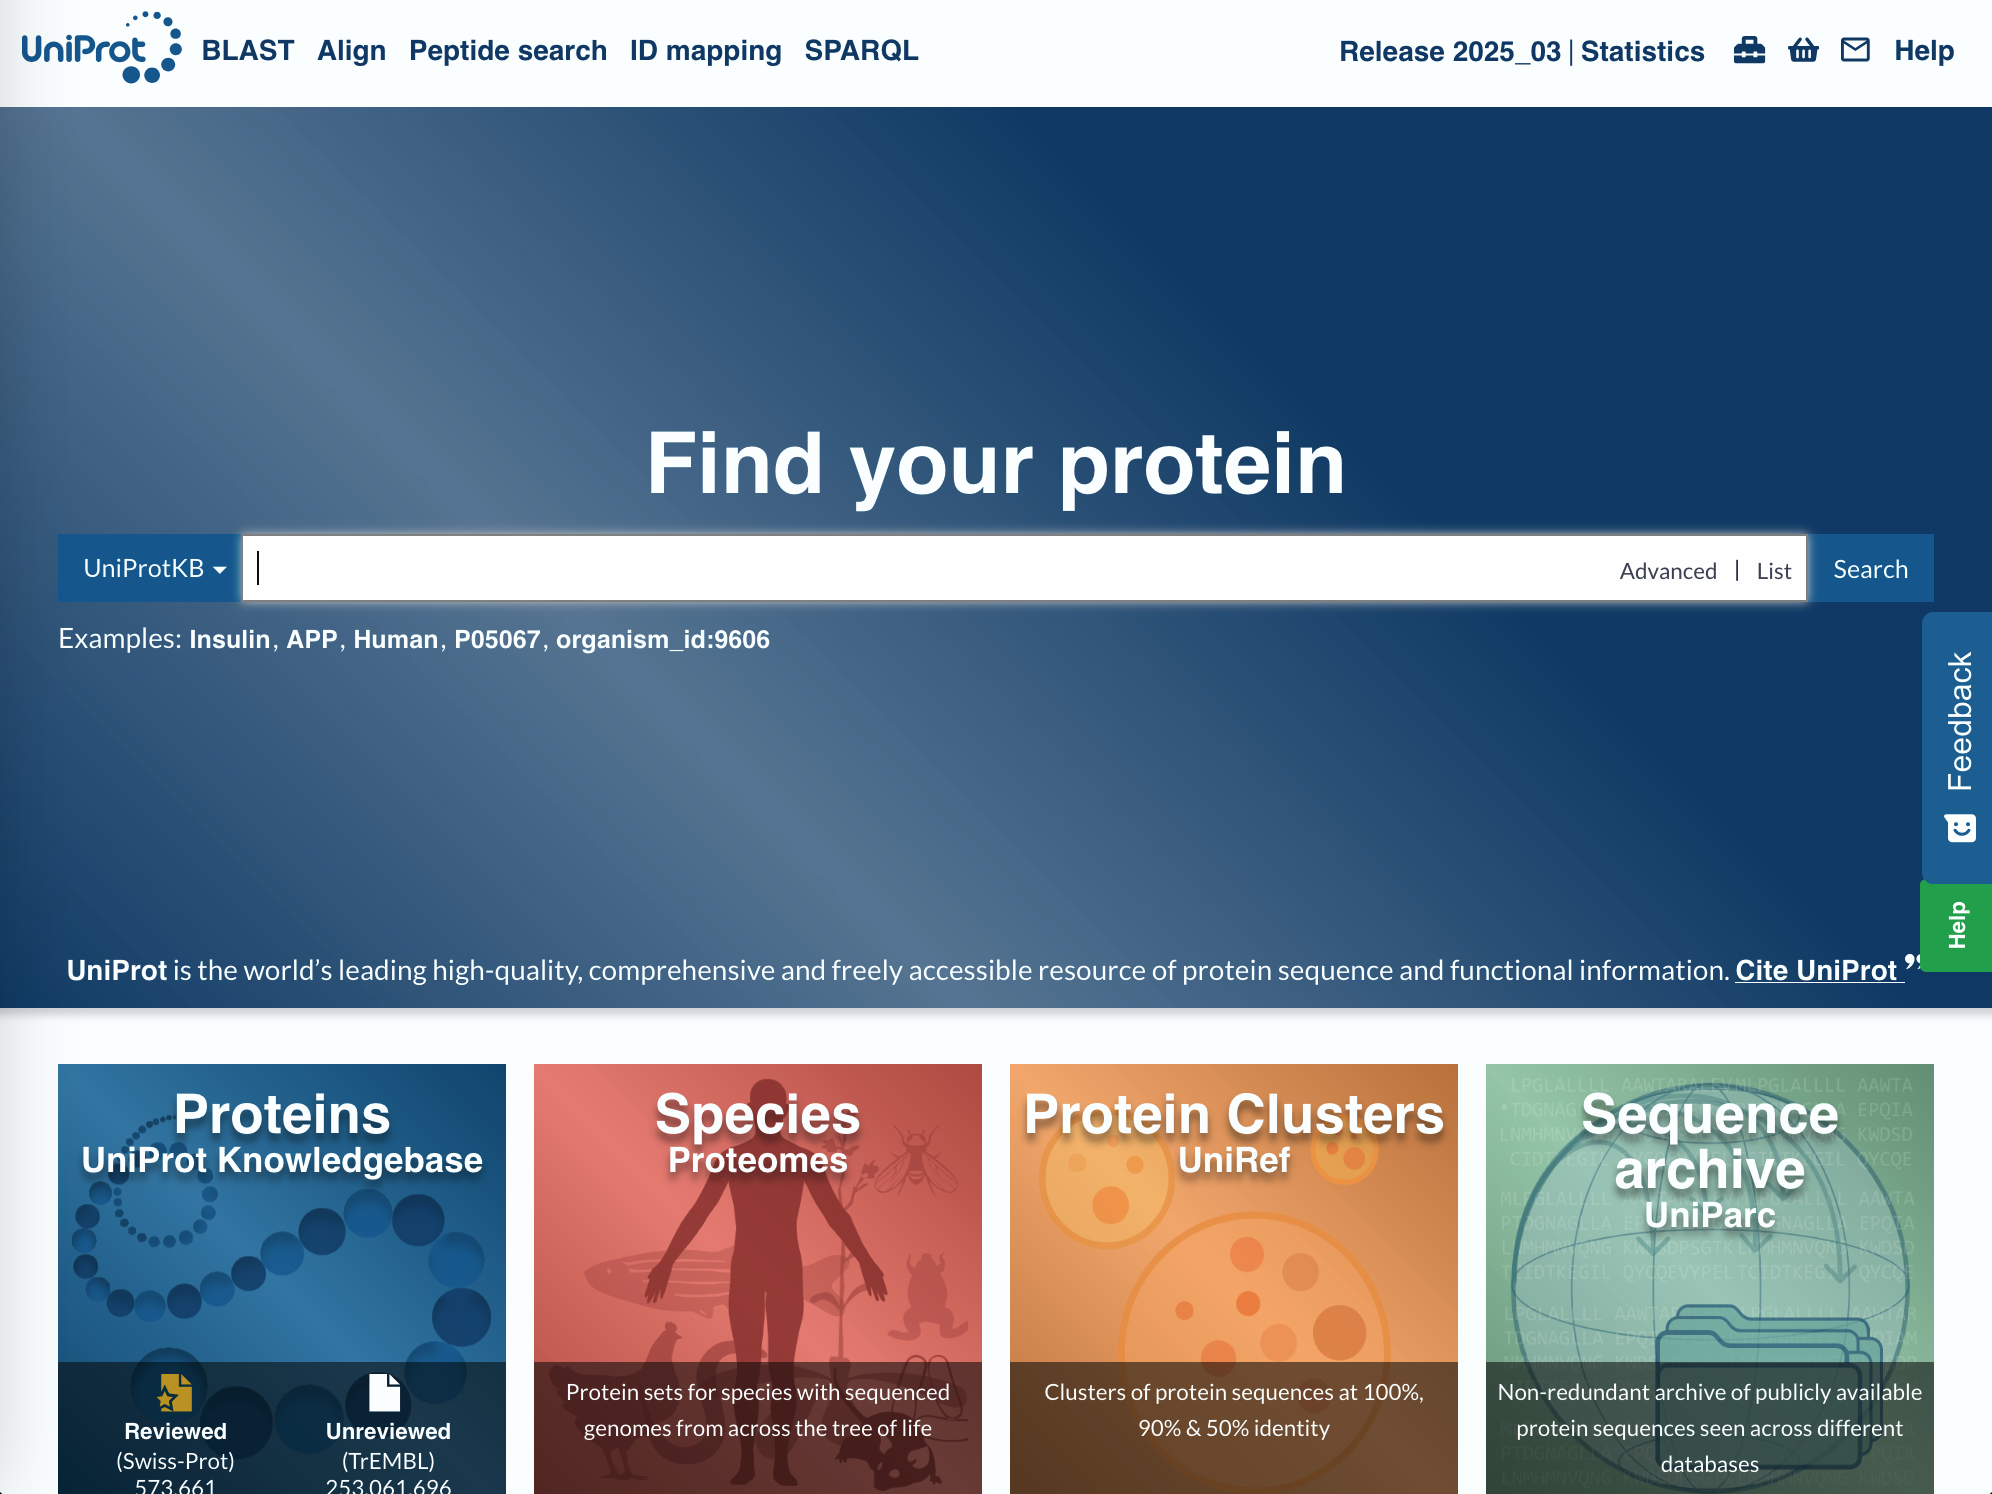 UniProt BLAST Align Peptide search ID mapping SPARQL Release 2025_03 | Statistics Help
Find your protein
UniProtKB Advanced | List Search
Examples: Insulin, APP, Human, P05067, organism_id:9606
Feedback
Help
UniProt is the world’s leading high-quality, comprehensive and freely accessible resource of protein sequence and functional information. Cite UniProt ”
Proteins
UniProt Knowledgebase
Reviewed
(Swiss-Prot)
573,661
Unreviewed
(TrEMBL)
253,061,696
Species
Proteomes
Protein sets for species with sequenced
genomes from across the tree of life
Protein Clusters
UniRef
Clusters of protein sequences at 100%,
90% & 50% identity
Sequence
archive
UniParc
Non-redundant archive of publicly available
protein sequences seen across different
databases